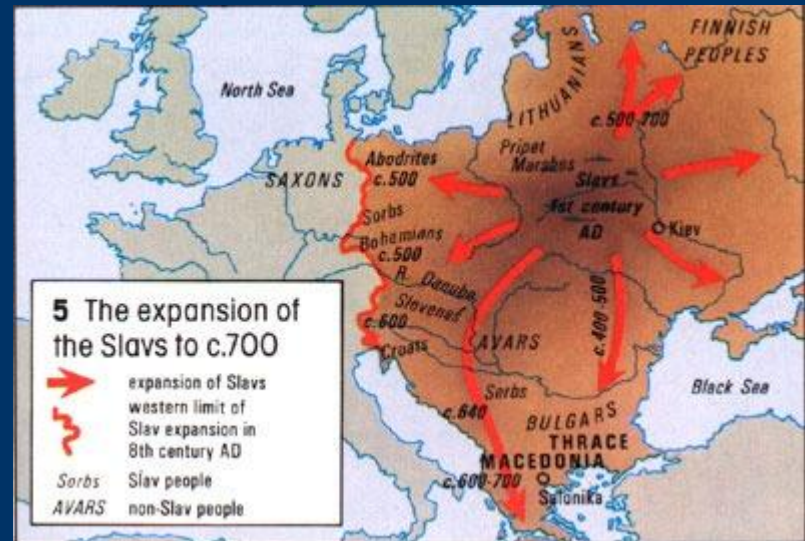 FINNISH
PEOPLES
North Sea
LITHUANIANS
c.500-700
Pripet
Marshes
Abodrites
c.500
SAXONS
Slavs
1st century
AD
Sorbs
Kiev
Bohemians
c.500
R. Danube
Slovenes
c.600
c.400-500
AVARS
Croats
Black Sea
Serbs
c.640
BULGARS
THRACE
MACEDONIA
c.600-700
Salonika
5 The expansion of
the Slavs to c.700
expansion of Slavs
western limit of
Slav expansion in
8th century AD
Sorbs Slav people
AVARS non-Slav people